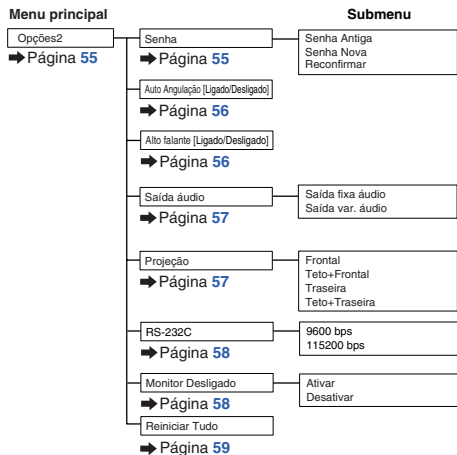 Menu principal
Submenu
Opções2
➡Página 55
Senha
➡Página 55
Senha Antiga
Senha Nova
Reconfirmar
Auto Angulação [Ligado/Desligado]
➡Página 56
Alto falante [Ligado/Desligado]
➡Página 56
Saída áudio
➡Página 57
Saída fixa áudio
Saída var. áudio
Projeção
➡Página 57
Frontal
Teto+Frontal
Traseira
Teto+Traseira
RS-232C
➡Página 58
9600 bps
115200 bps
Monitor Desligado
➡Página 58
Ativar
Desativar
Reiniciar Tudo
➡Página 59